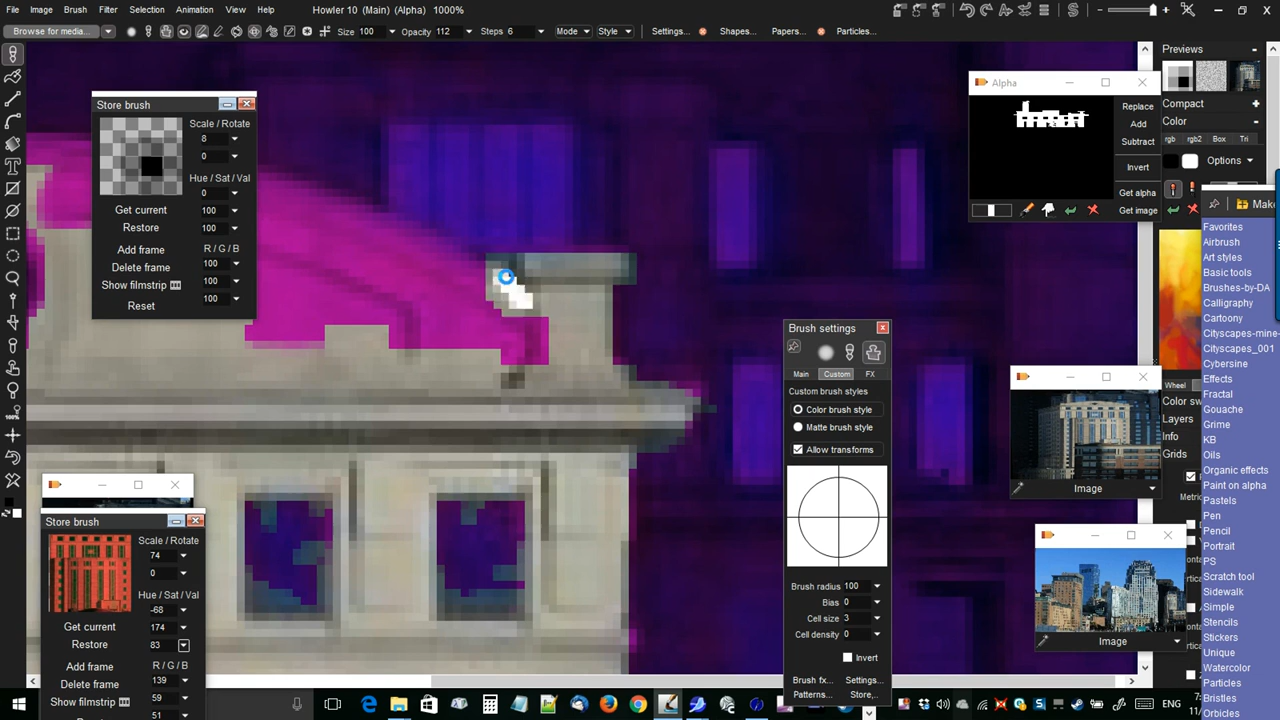 File Image Brush Filter Selection Animation View Help Howler 10 (Main) (Alpha) 1000%
Browse for media... Size 100 Opacity 112 Steps 6 Mode Style Settings... Shapes... Papers... Particles...
Previews
Compact
Color
rgb rgb2 Box Tri
Options
Store brush
Scale / Rotate
8
0
Hue / Sat / Val
0
Get current 100
Restore 100
Add frame R / G / B
Delete frame 100
Show filmstrip 100
Reset 100
Alpha
Replace
Add
Subtract
Invert
Get alpha
Get image
Favorites
Airbrush
Art styles
Basic tools
Brushes-by-DA
Calligraphy
Cartoony
Cityscapes-mine-
Cityscapes_001
Cybersine
Effects
Fractal
Gouache
Grime
KB
Oils
Organic effects
Paint on alpha
Pastels
Pen
Pencil
Portrait
PS
Scratch tool
Sidewalk
Simple
Stencils
Stickers
Unique
Watercolor
Particles
Bristles
Orbicles
Wheel
Color sw
Layers
Info
Grids
Metric
Brush settings
Main Custom FX
Custom brush styles
Color brush style
Matte brush style
Allow transforms
Brush radius 100
Bias 0
Cell size 3
Cell density 0
Invert
Brush fx... Settings...
Patterns... Store,..
Image
Image
Store brush
Scale / Rotate
74
0
Hue / Sat / Val
-68
Get current 174
Restore 83
Add frame R / G / B
Delete frame 139
Show filmstrip 59
51
100%
ENG